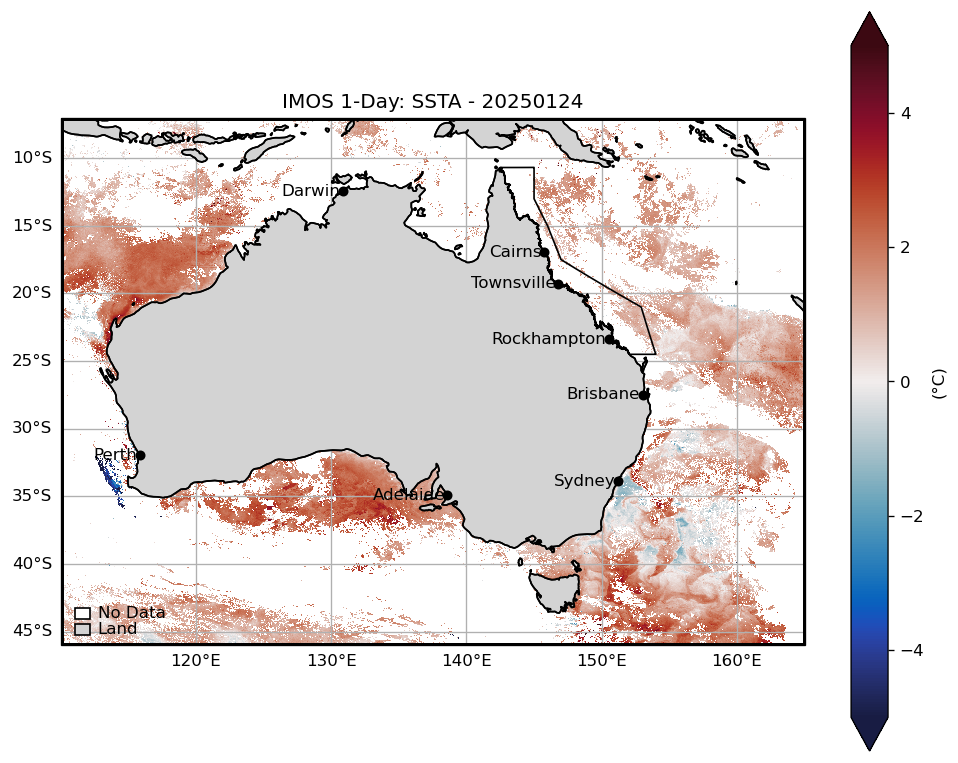 IMOS 1-Day: SSTA - 20250124
10°S
15°S
20°S
25°S
30°S
35°S
40°S
45°S
Darwin
Cairns
Townsville
Rockhampton
Brisbane
Perth
Adelaide
Sydney
No Data
Land
120°E 130°E 140°E 150°E 160°E
4
2
0
−2
−4
(°C)